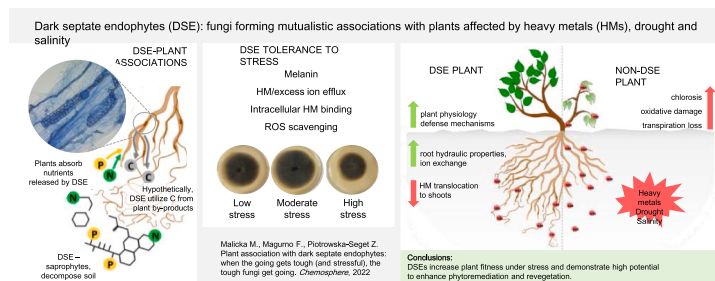 Dark septate endophytes (DSE): fungi forming mutualistic associations with plants affected by heavy metals (HMs), drought and
salinity
DSE-PLANT
ASSOCIATIONS
Plants absorb
nutrients
released by DSE
P
N
C
C
Hypothetically,
DSE utilize C from
plant by-products
N
N
P
P
DSE –
saprophytes,
decompose soil
DSE TOLERANCE TO
STRESS
Melanin
HM/excess ion efflux
Intracellular HM binding
ROS scavenging
Low
stress
Moderate
stress
High
stress
Malicka M., Magurno F., Piotrowska-Seget Z.
Plant association with dark septate endophytes:
when the going gets tough (and stressful), the
tough fungi get going. Chemosphere, 2022
DSE PLANT
NON-DSE
PLANT
plant physiology
defense mechanisms
root hydraulic properties,
ion exchange
HM translocation
to shoots
chlorosis
oxidative damage
transpiration loss
Heavy
metals
Drought
Salinity
Conclusions:
DSEs increase plant fitness under stress and demonstrate high potential
to enhance phytoremediation and revegetation.